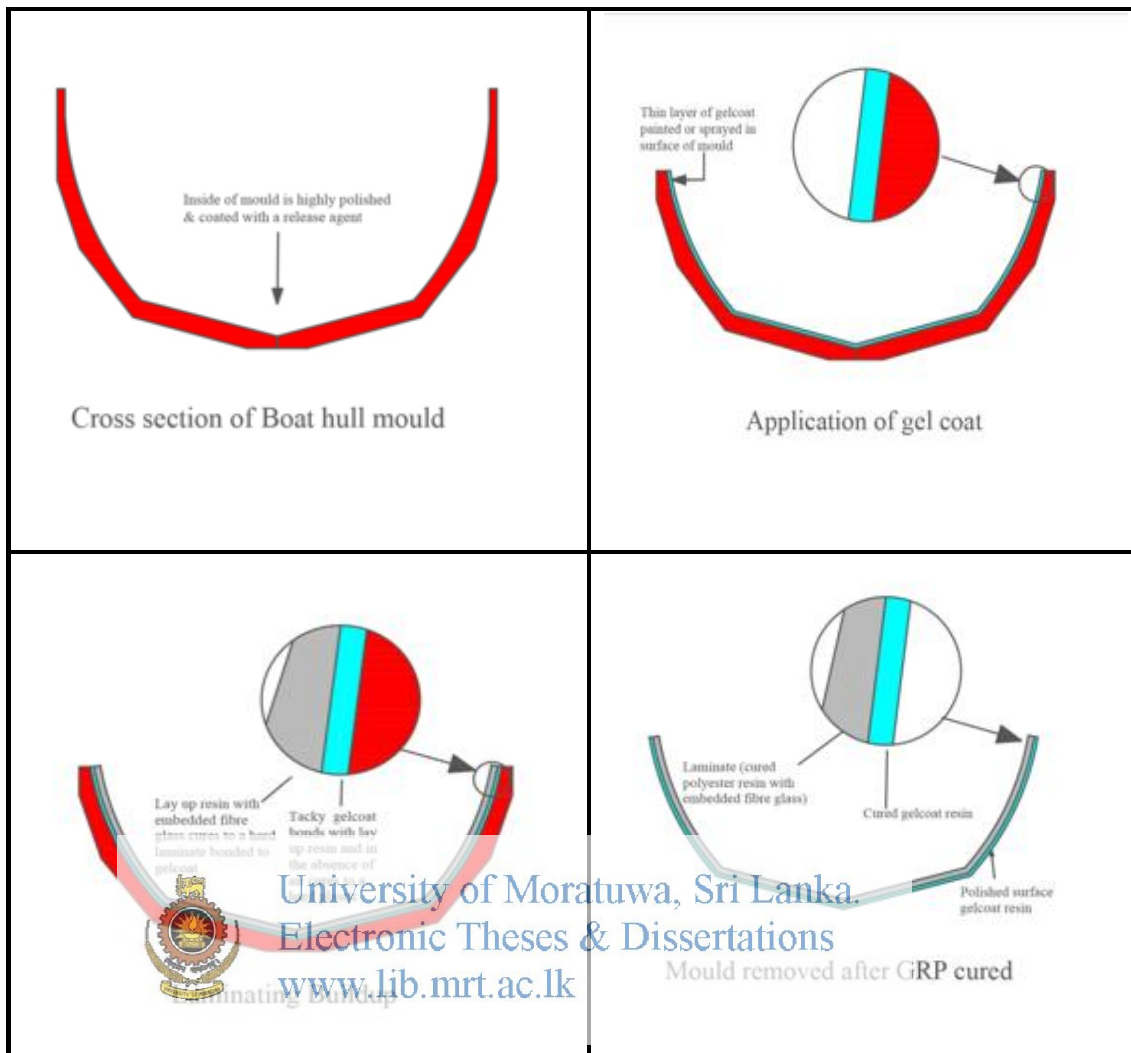 Inside of mould is highly polished
& coated with a release agent
Cross section of Boat hull mould
Thin layer of gelcoat
painted or sprayed in
surface of mould
Application of gel coat
Lay up resin with
embedded fibre
glass cures to a hard
laminate bonded to
gelcoat
Tacky gelcoat
bonds with lay
up resin and in
the absence of
Laminating Buildup
Laminate (cured
polyester resin with
embedded fibre glass)
Cured gelcoat resin
Polished surface
gelcoat resin
Mould removed after GRP cured
University of Moratuwa, Sri Lanka.
Electronic Theses & Dissertations
www.lib.mrt.ac.lk